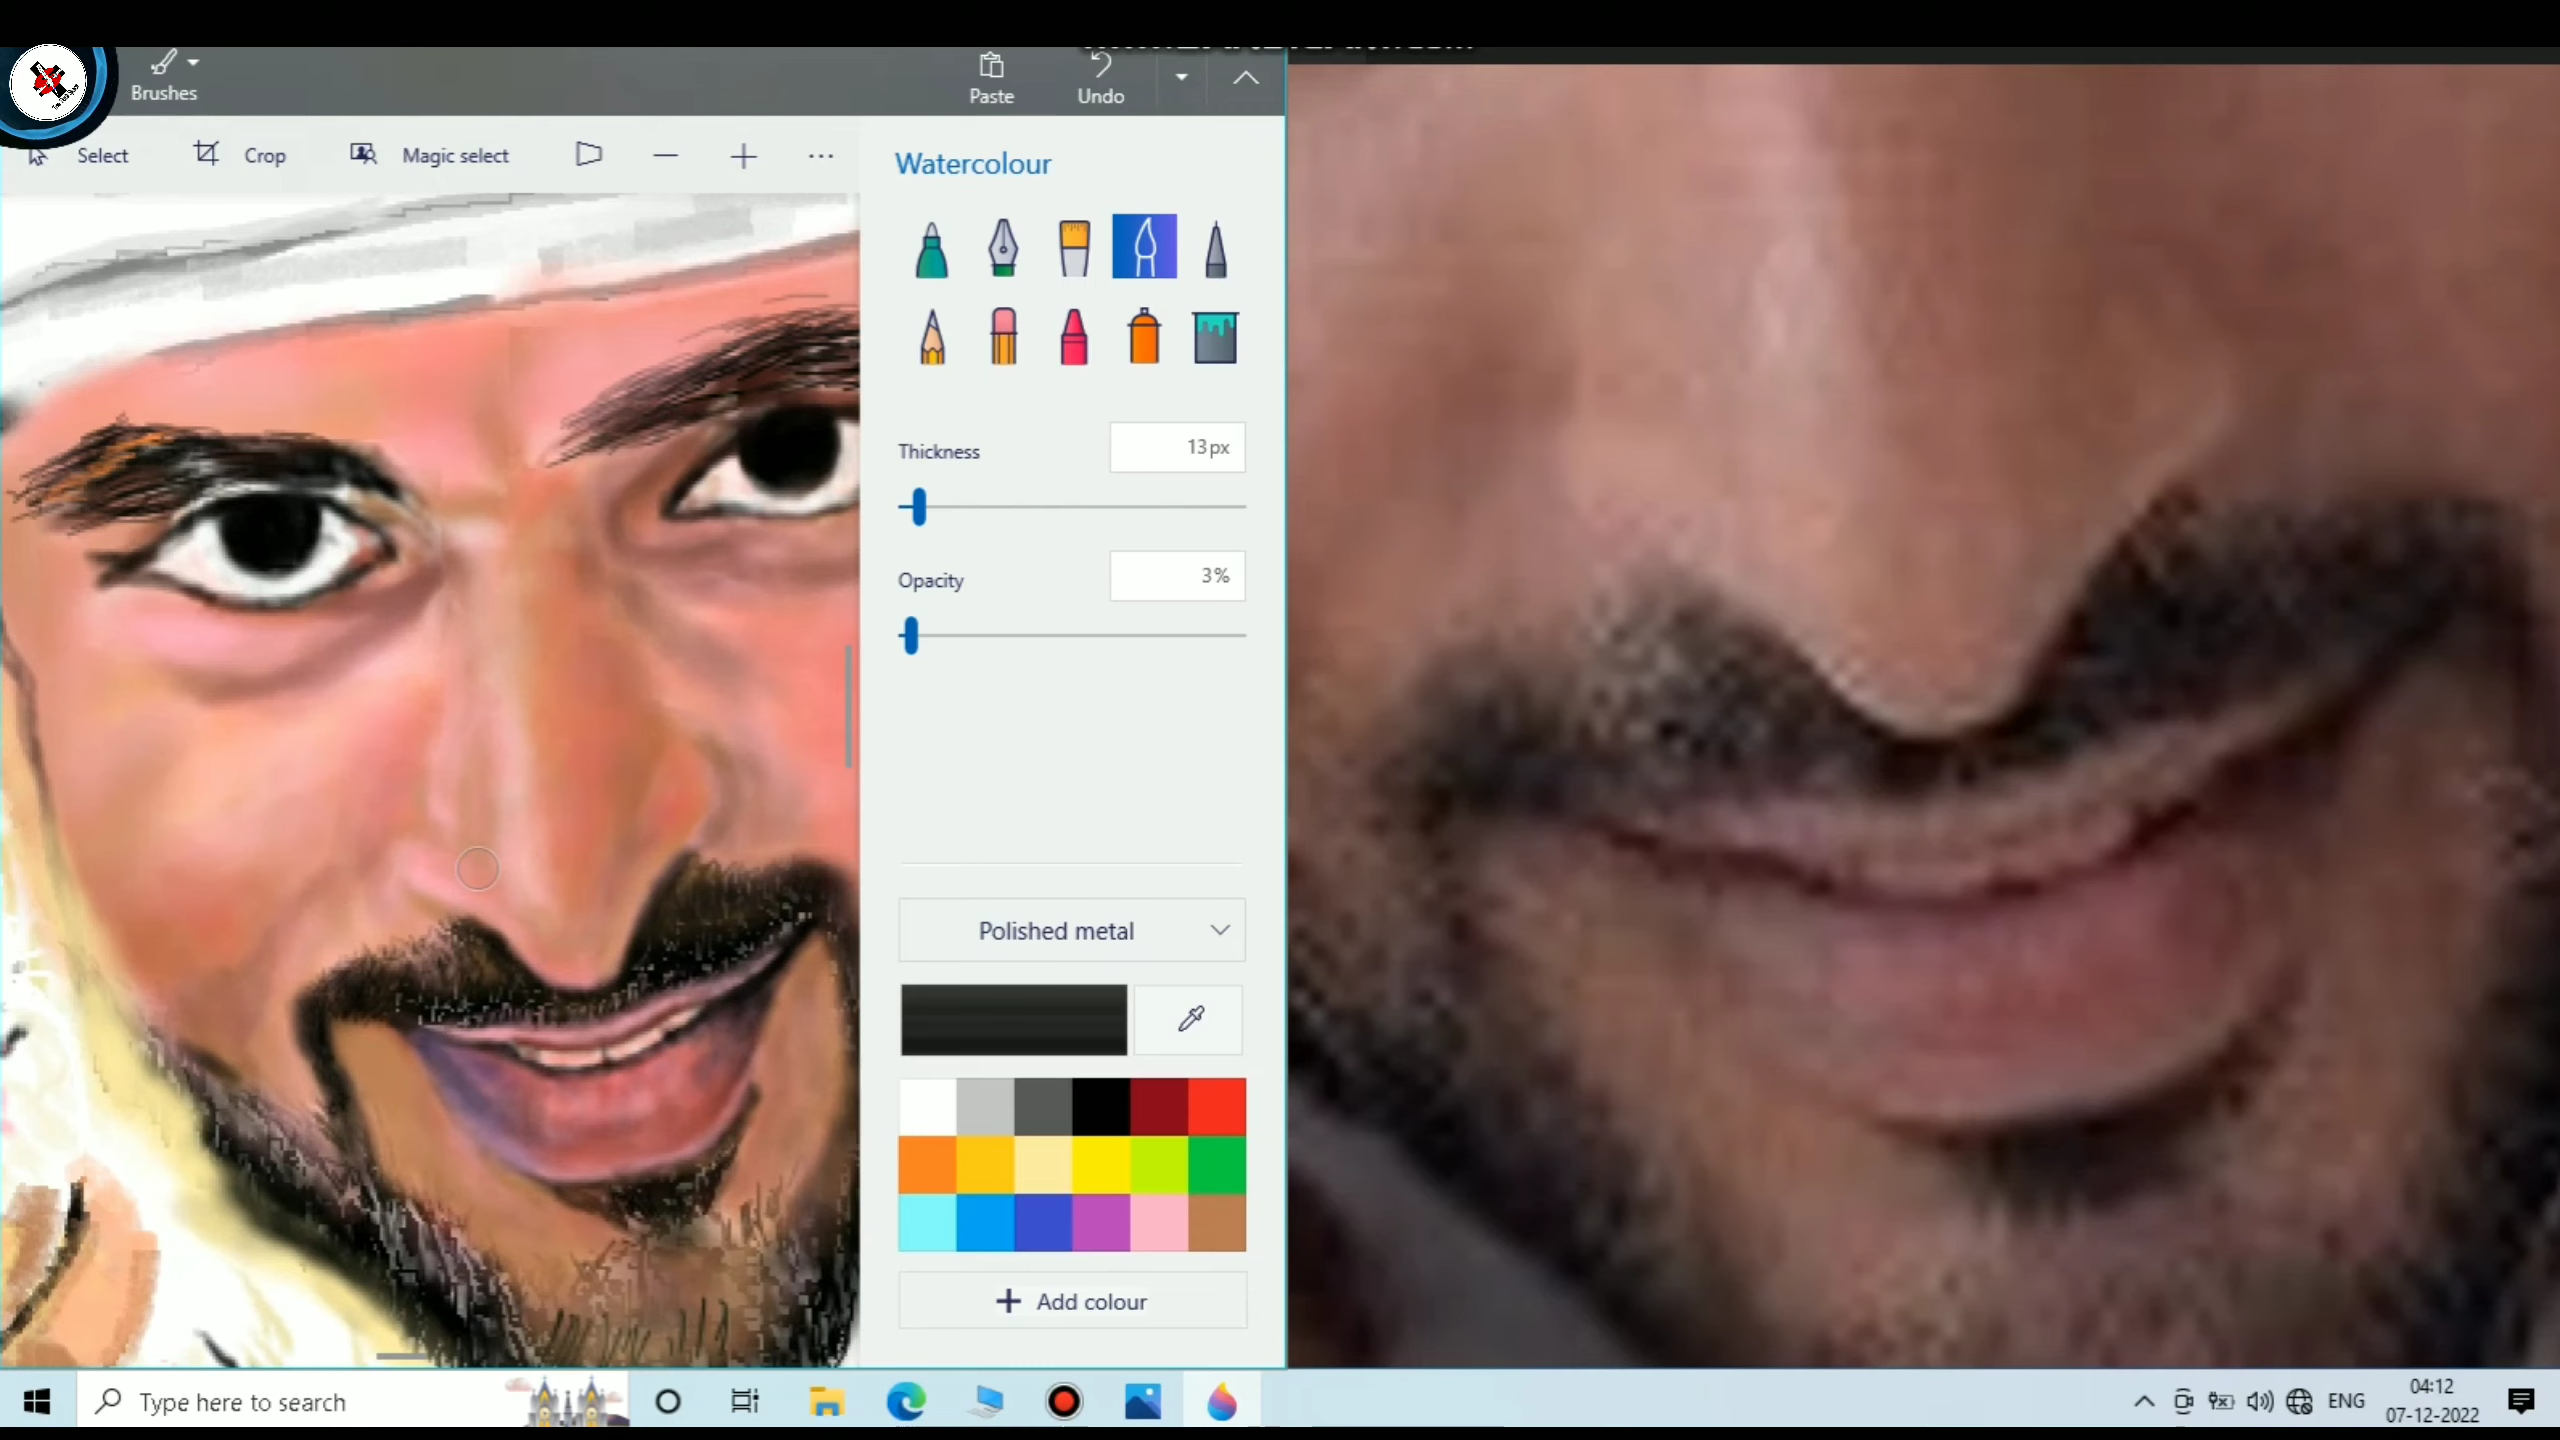 Brushes
Paste
Undo
Select
Crop
Magic select
Watercolour
Thickness
13px
Opacity
3%
Polished metal
Add colour
Type here to search
ENG
04:12
07-12-2022